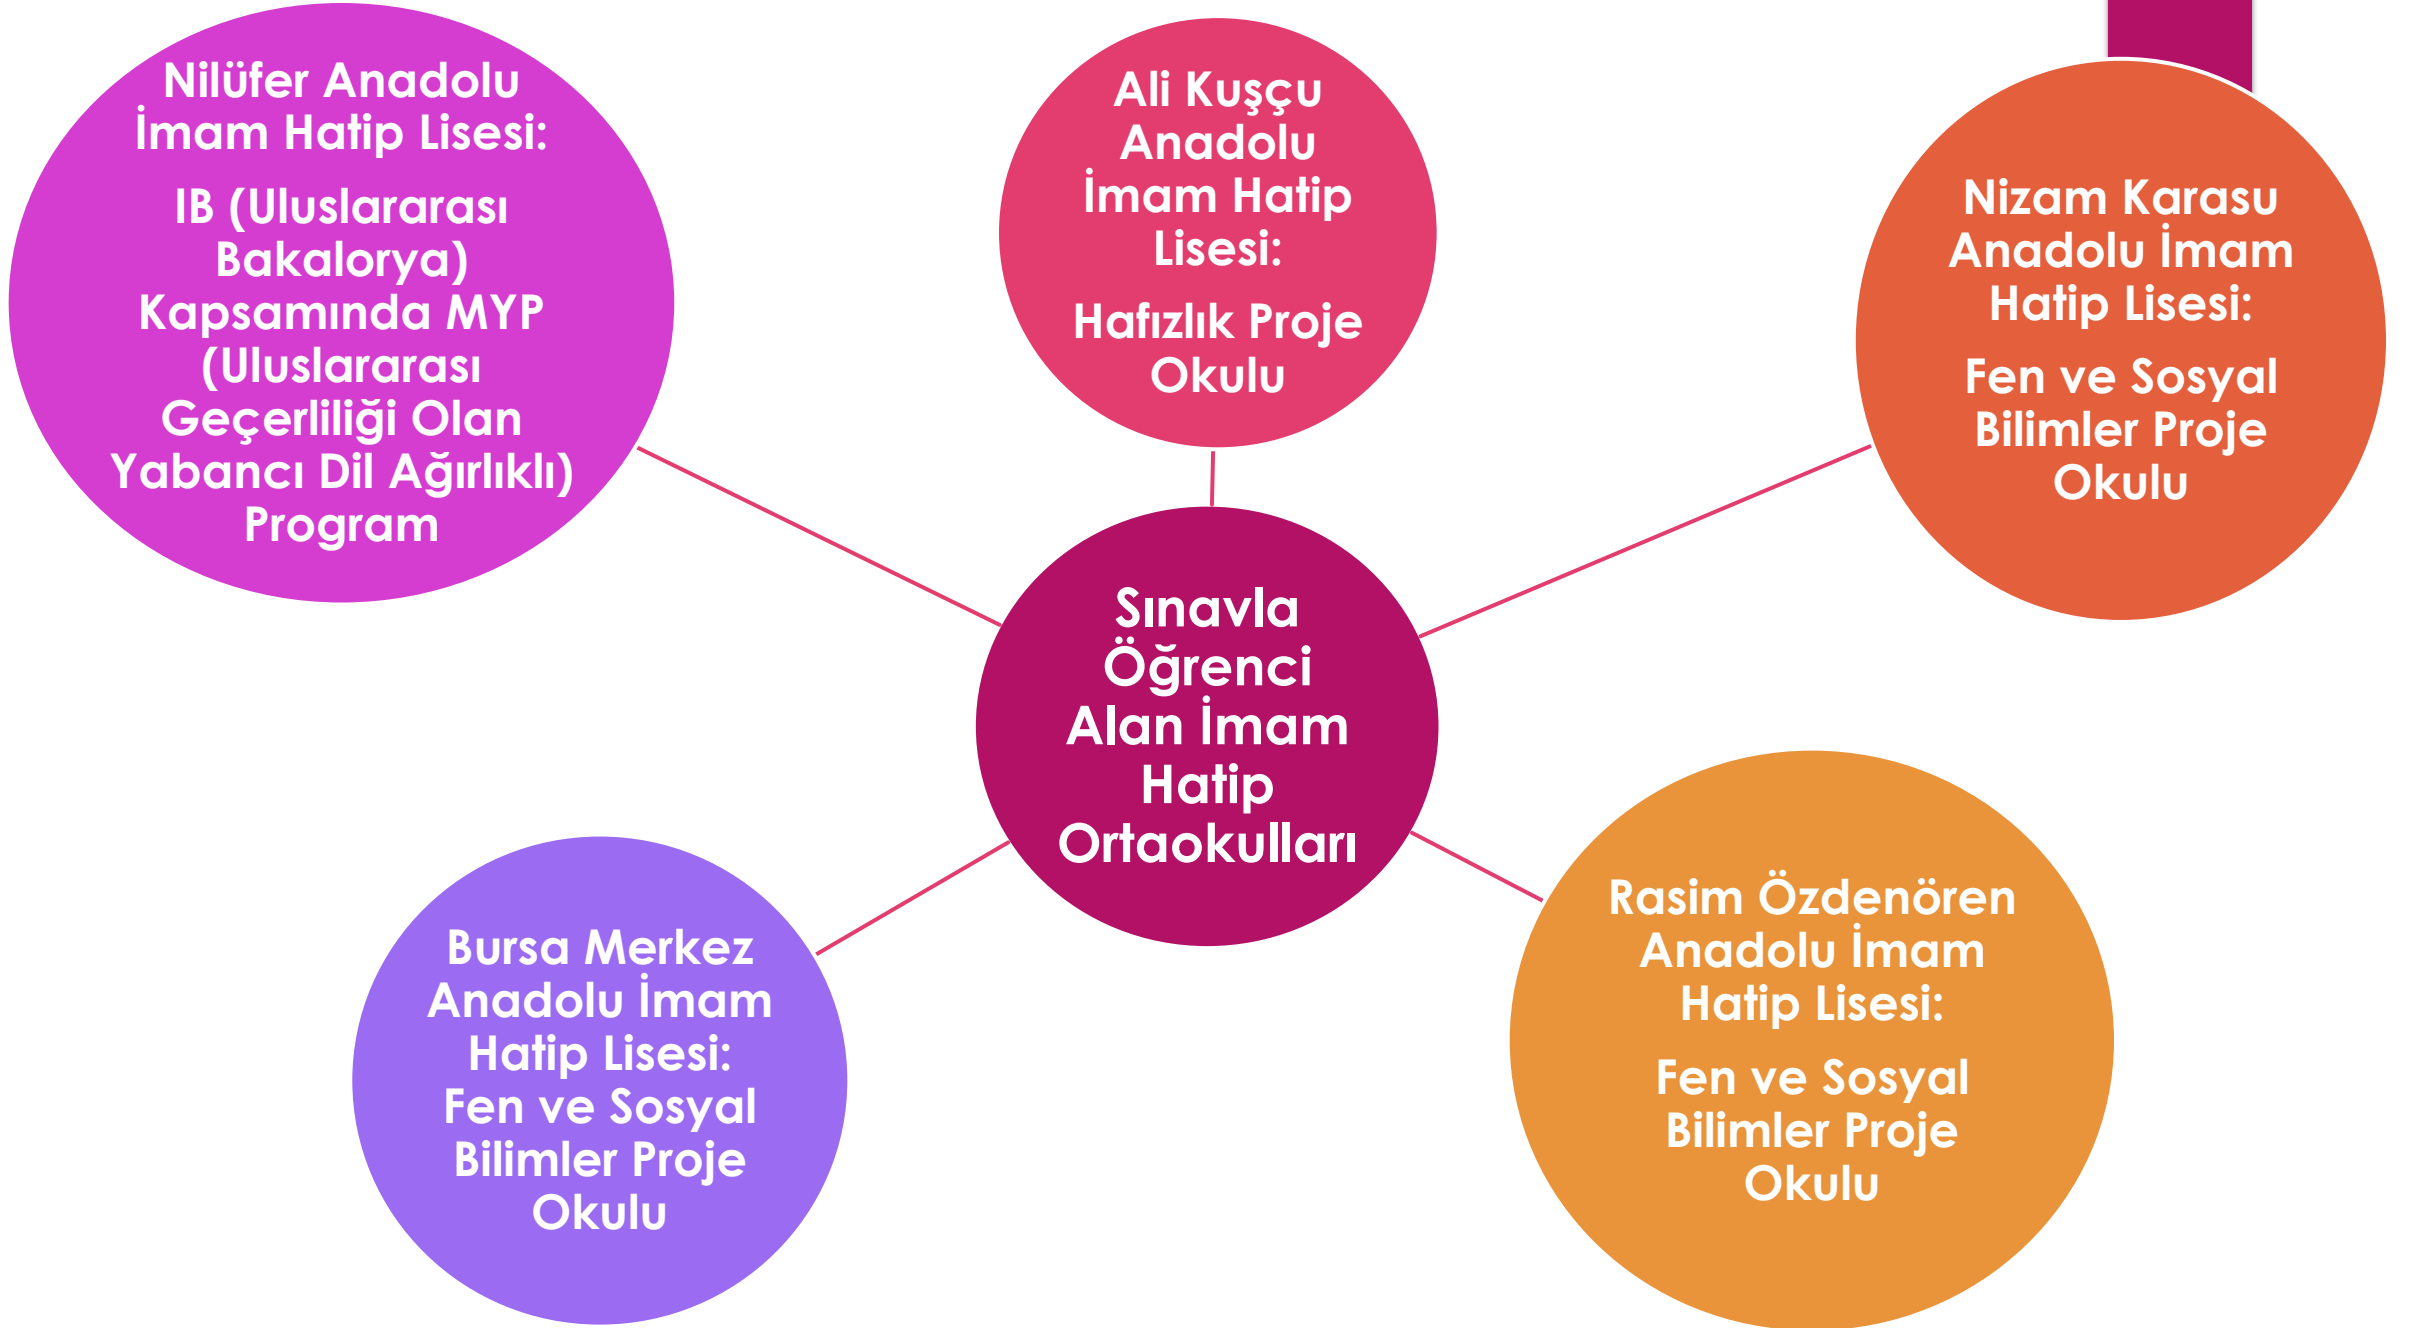 Nilüfer Anadolu
İmam Hatip Lisesi:
IB (Uluslararası
Bakalorya)
Kapsamında MYP
(Uluslararası
Geçerliliği Olan
Yabancı Dil Ağırlıklı)
Program
Ali Kuşçu
Anadolu
İmam Hatip
Lisesi:
Hafızlık Proje
Okulu
Nizam Karasu
Anadolu İmam
Hatip Lisesi:
Fen ve Sosyal
Bilimler Proje
Okulu
Sınavla
Öğrenci
Alan İmam
Hatip
Ortaokulları
Bursa Merkez
Anadolu İmam
Hatip Lisesi:
Fen ve Sosyal
Bilimler Proje
Okulu
Rasim Özdenören
Anadolu İmam
Hatip Lisesi:
Fen ve Sosyal
Bilimler Proje
Okulu